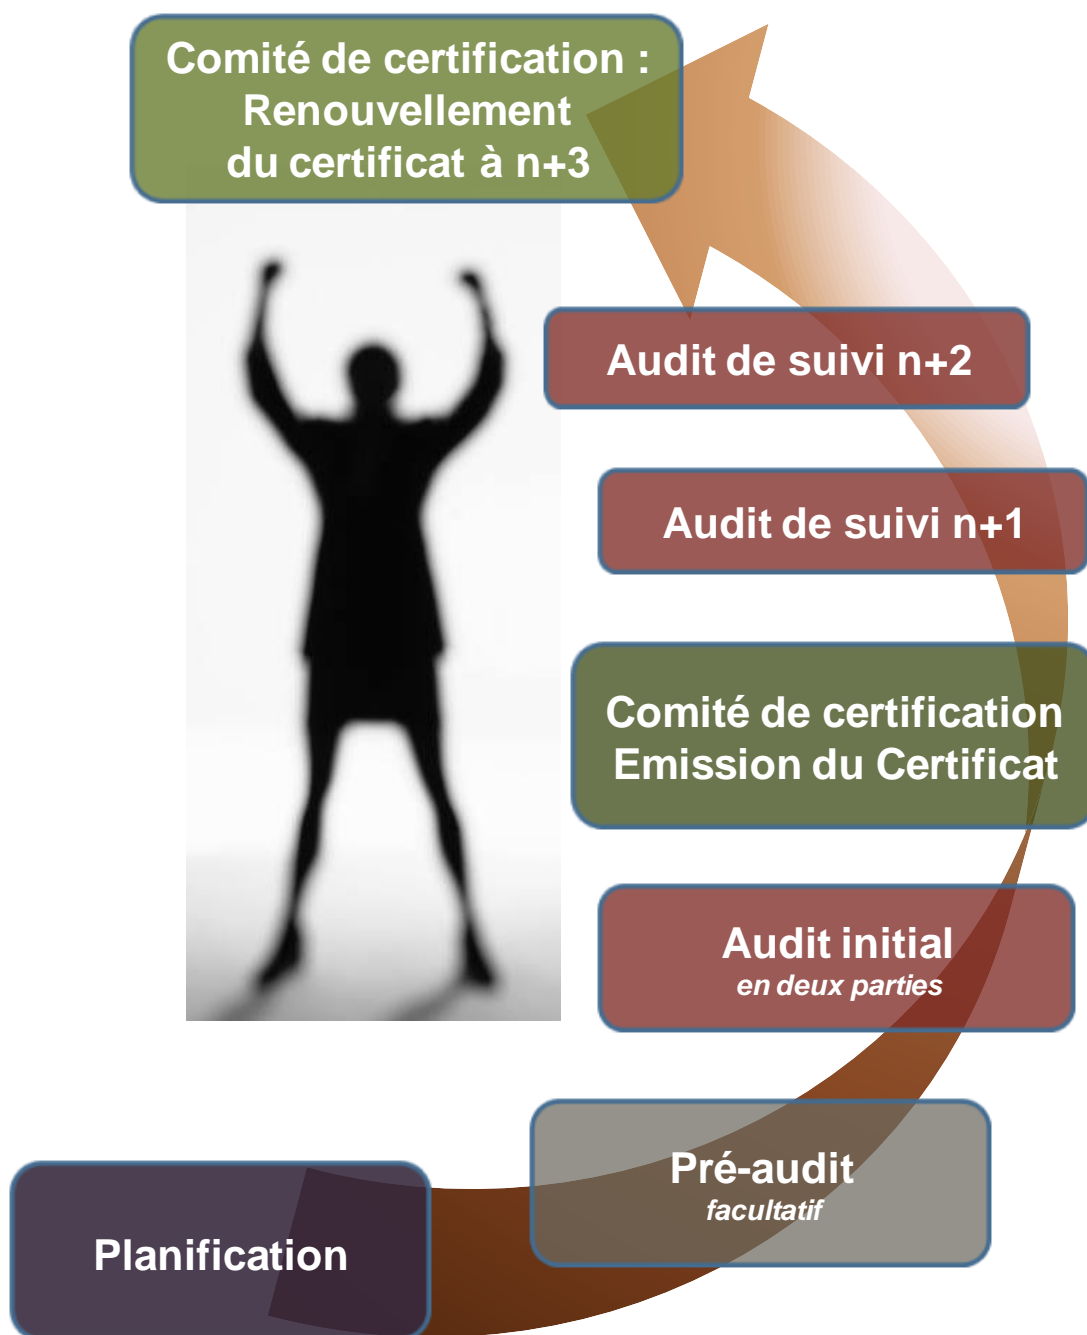 Comité de certification :
Renouvellement
du certificat à n+3
Audit de suivi n+2
Audit de suivi n+1
Comité de certification
Emission du Certificat
Audit initial
en deux parties
Pré-audit
facultatif
Planification